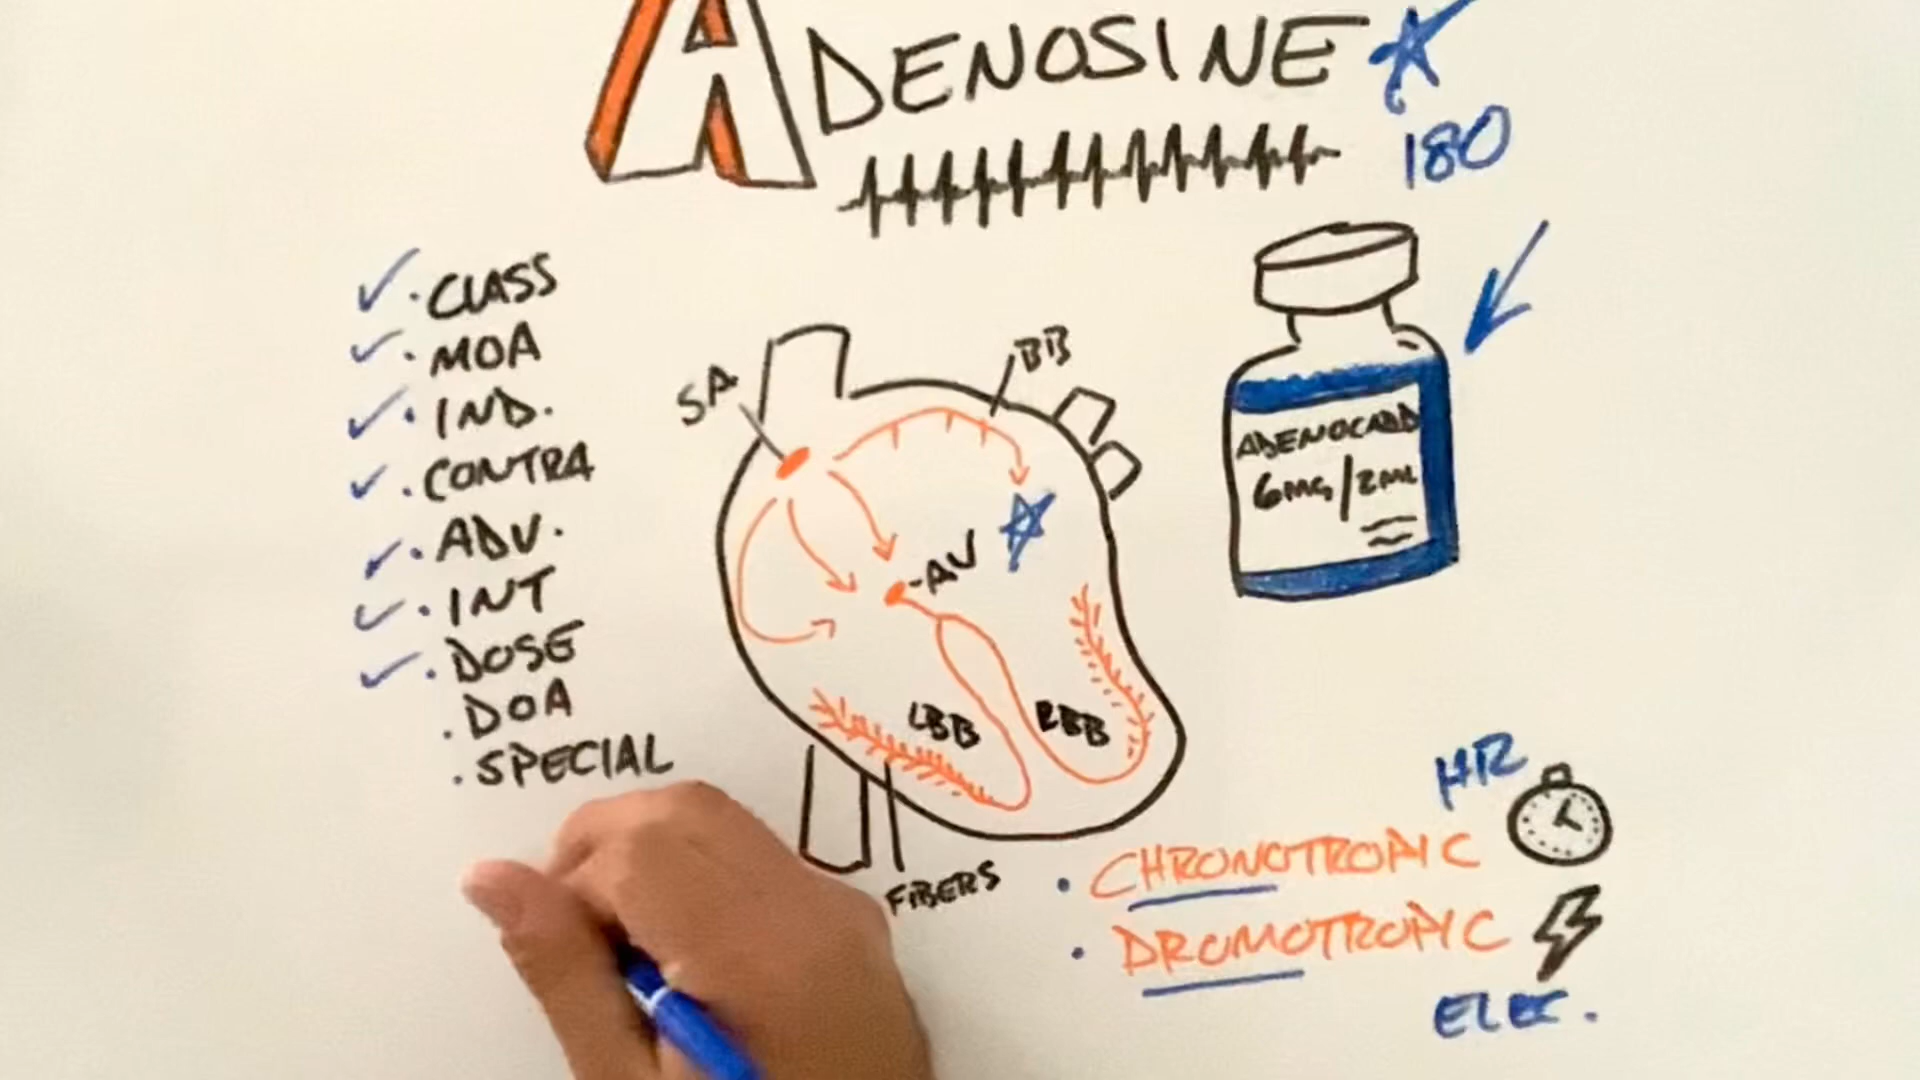 ADENOSINE
180
CLASS
MOA
IND.
CONTRA
ADV.
INT
DOSE
DOA
SPECIAL
SA
BB
AV
LBB
RBB
FIBERS
ADENOCARD
6MG/2ML
HR
CHRONOTROPIC
DROMOTROPIC
ELEC.